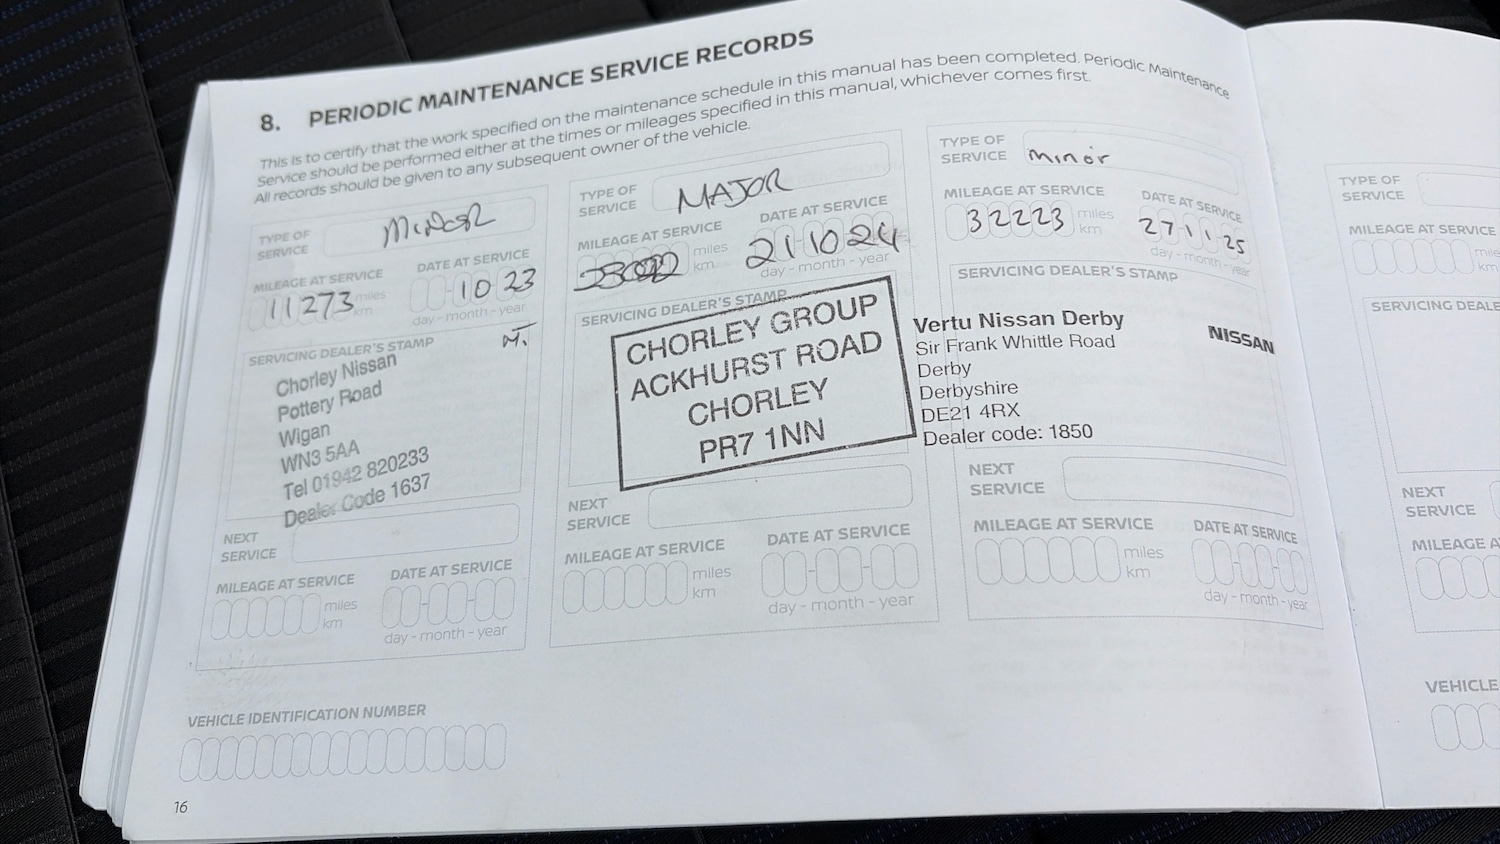 8. PERIODIC MAINTENANCE SERVICE RECORDS
This is to certify that the work specified on the maintenance schedule in this manual has been completed. Periodic Maintenance
Service should be performed either at the times or mileages specified in this manual, whichever comes first.
All records should be given to any subsequent owner of the vehicle.
TYPE OF
SERVICE
Minor
MILEAGE AT SERVICE
DATE AT SERVICE
11273 miles
km
10 23
day - month - year
SERVICING DEALER'S STAMP
M.T
Chorley Nissan
Pottery Road
Wigan
WN3 5AA
Tel 01942 820233
Dealer Code 1637
NEXT
SERVICE
MILEAGE AT SERVICE
DATE AT SERVICE
miles
km
day - month - year
TYPE OF
SERVICE
MAJOR
MILEAGE AT SERVICE
DATE AT SERVICE
miles
km
21 10 24
day - month - year
SERVICING DEALER'S STAMP
CHORLEY GROUP
ACKHURST ROAD
CHORLEY
PR7 1NN
NEXT
SERVICE
MILEAGE AT SERVICE
DATE AT SERVICE
miles
km
day - month - year
TYPE OF
SERVICE
minor
MILEAGE AT SERVICE
DATE AT SERVICE
32223 miles
km
27 11 25
day - month - year
SERVICING DEALER'S STAMP
Vertu Nissan Derby
NISSAN
Sir Frank Whittle Road
Derby
Derbyshire
DE21 4RX
Dealer code: 1850
NEXT
SERVICE
MILEAGE AT SERVICE
DATE AT SERVICE
miles
km
day - month - year
VEHICLE IDENTIFICATION NUMBER
16
TYPE OF
SERVICE
MILEAGE AT SERVICE
km
SERVICING
NEXT
SERVICE
MILEAGE
km
VEHICLE